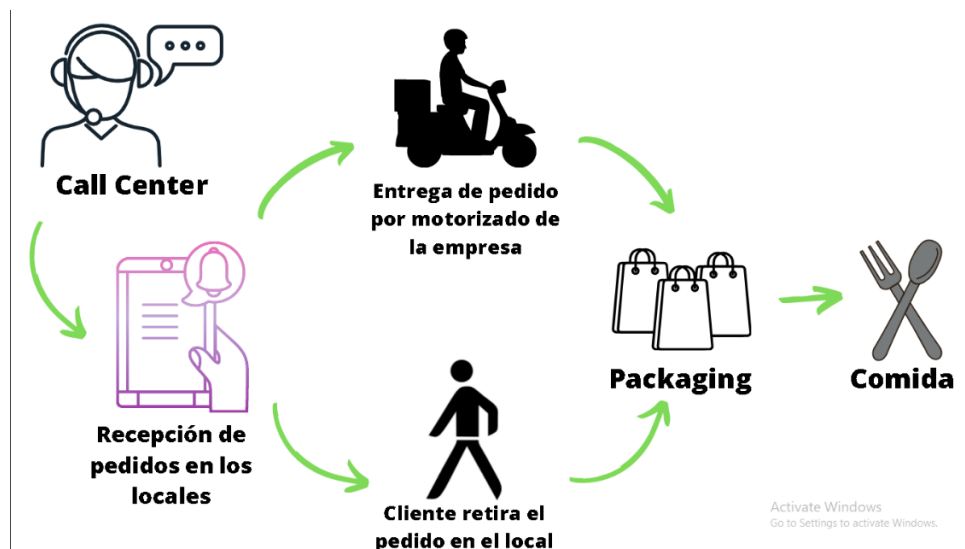 Call Center
Entrega de pedido
por motorizado de
la empresa
Recepción de
pedidos en los
locales
Cliente retira el
pedido en el local
Packaging
Comida
Activate Windows
Go to Settings to activate Windows.